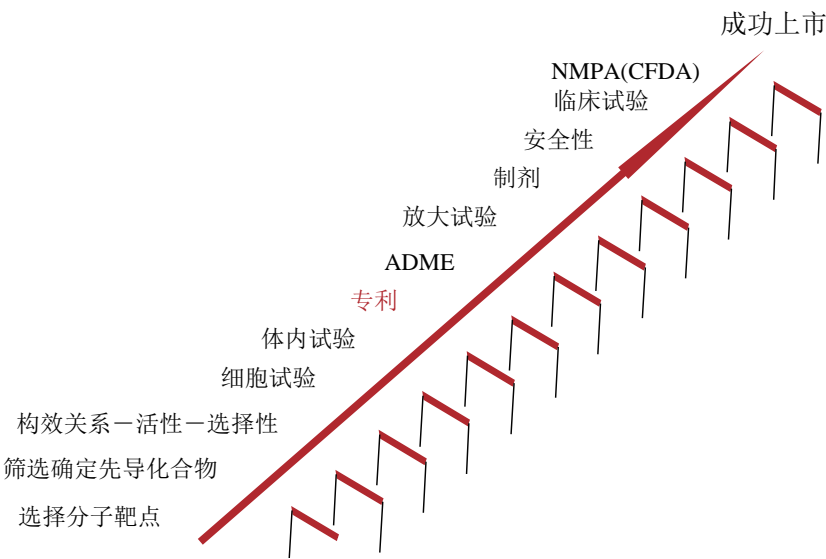 成功上市
NMPA(CFDA)
临床试验
安全性
制剂
放大试验
ADME
专利
体内试验
细胞试验
构效关系－活性－选择性
筛选确定先导化合物
选择分子靶点